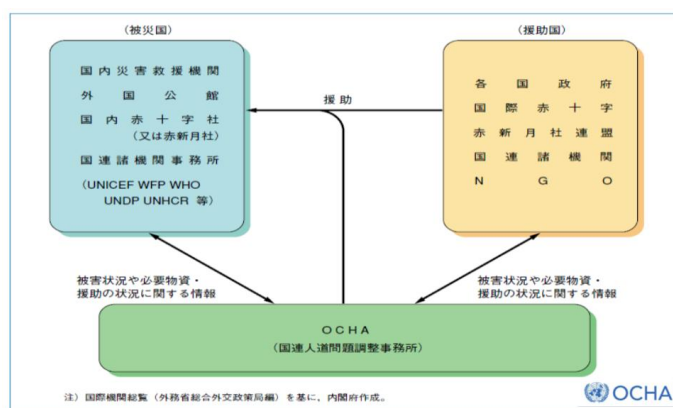 (被災国)
国内災害救援機関
外国公館
国内赤十字社
(又は赤新月社)
国連諸機関事務所
(UNICEF WFP WHO
UNDP UNHCR 等)
援助
(援助国)
各国政府
国際赤十字
赤新月社連盟
国連諸機関
NGO
被害状況や必要物資・
援助の状況に関する情報
被害状況や必要物資・
援助の状況に関する情報
OCHA
(国連人道問題調整事務所)
注）国際機関総覧（外務省総合外交政策局編）を基に，内閣府作成。
OCHA